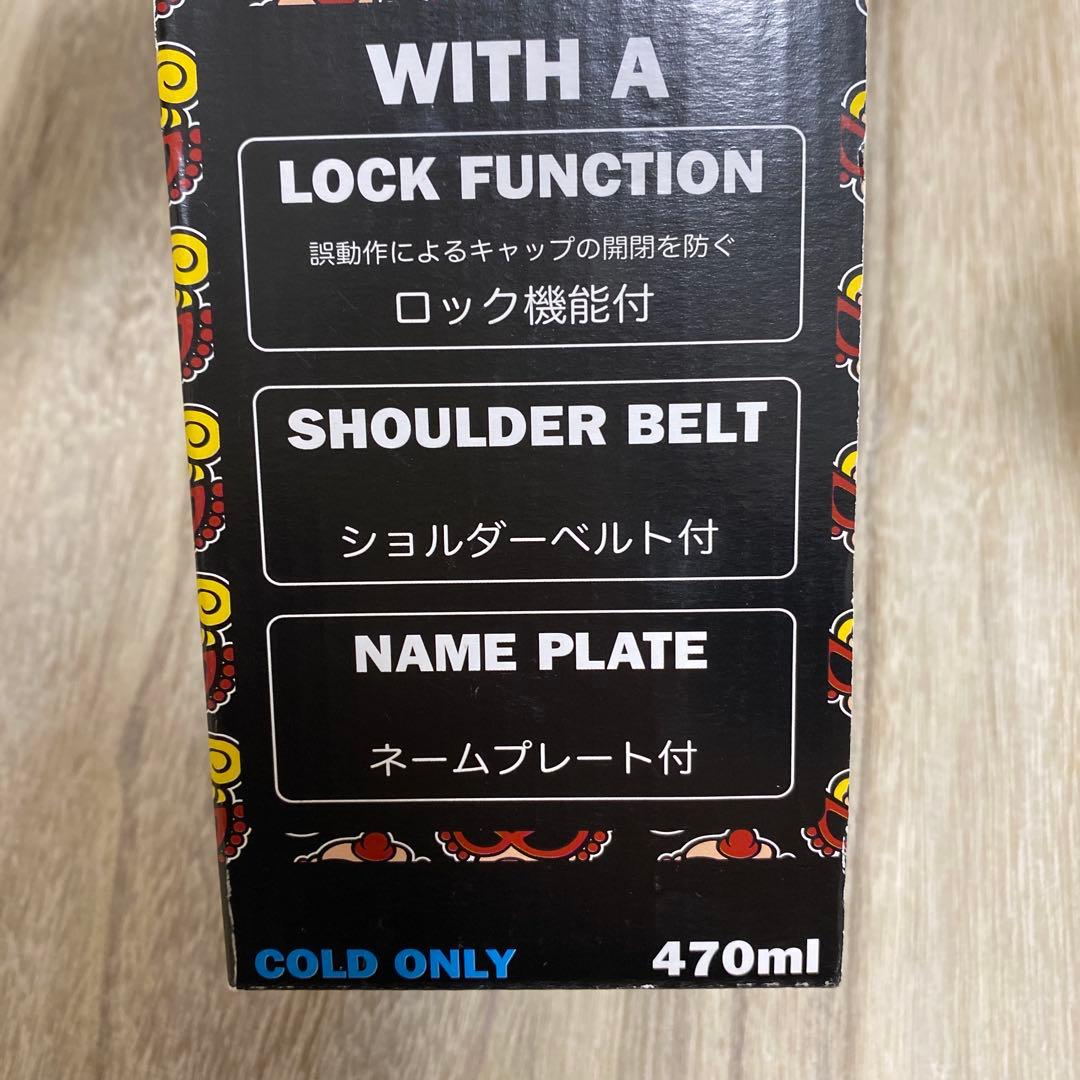 WITH A
LOCK FUNCTION
誤動作によるキャップの開閉を防ぐ
ロック機能付
SHOULDER BELT
ショルダーベルト付
NAME PLATE
ネームプレート付
COLD ONLY
470ml